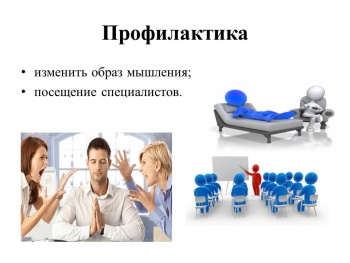 Профилактика
• изменить образ мышления;
• посещение специалистов.